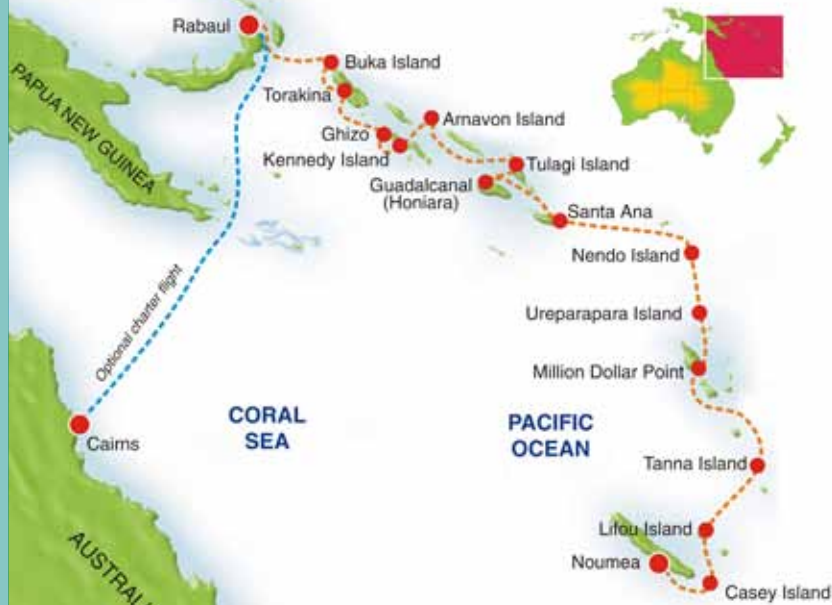 Rabaul
Buka Island
PAPUA NEW GUINEA
Torakina
Arnavon Island
Ghizo
Kennedy Island
Tulagi Island
Guadalcanal
(Honiara)
Santa Ana
Nendo Island
Optional charter flight
Ureparapara Island
Million Dollar Point
CORAL
SEA
PACIFIC
OCEAN
Cairns
Tanna Island
Lifou Island
Noumea
AUSTRALIA
Casey Island